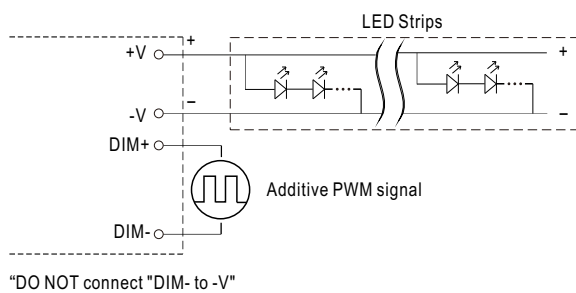 LED Strips
+V
+
+
-V
–
–
DIM+
Additive PWM signal
DIM-
“DO NOT connect "DIM- to -V"